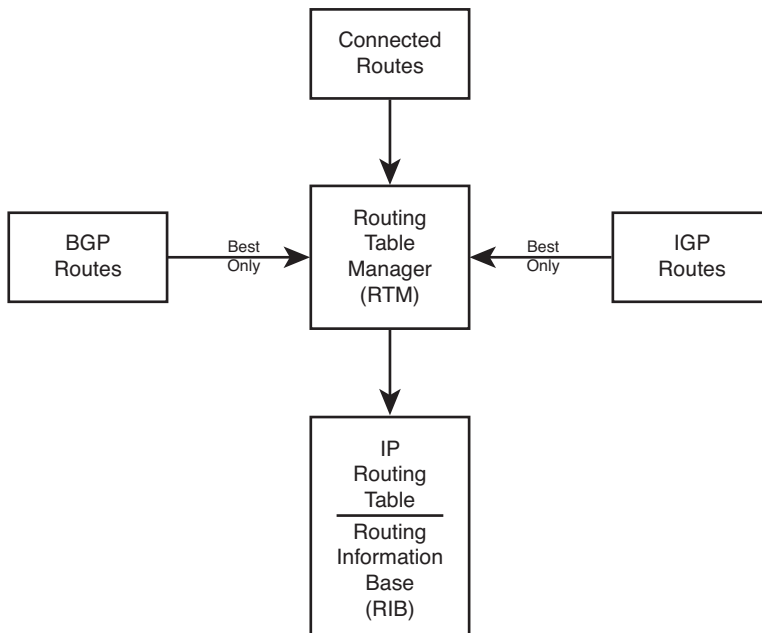 Connected
Routes
BGP
Routes
Best
Only
Routing
Table
Manager
(RTM)
Best
Only
IGP
Routes
IP
Routing
Table
Routing
Information
Base
(RIB)